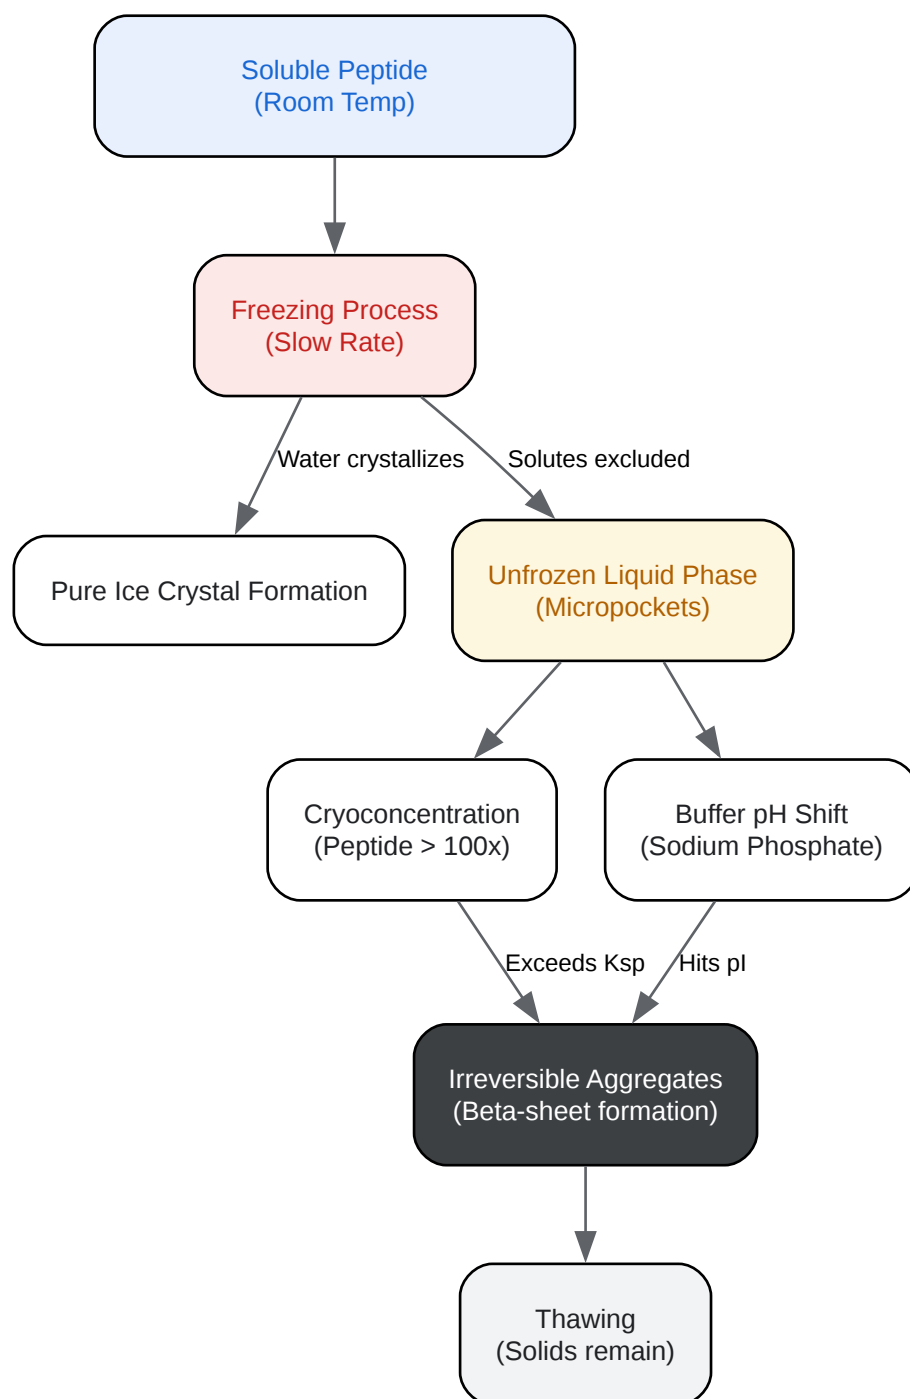 Soluble Peptide
(Room Temp)
Freezing Process
(Slow Rate)
Water crystallizes
Solutes excluded
Pure Ice Crystal Formation
Unfrozen Liquid Phase
(Micropockets)
Cryoconcentration
(Peptide > 100x)
Buffer pH Shift
(Sodium Phosphate)
Exceeds Ksp
Hits pI
Irreversible Aggregates
(Beta-sheet formation)
Thawing
(Solids remain)